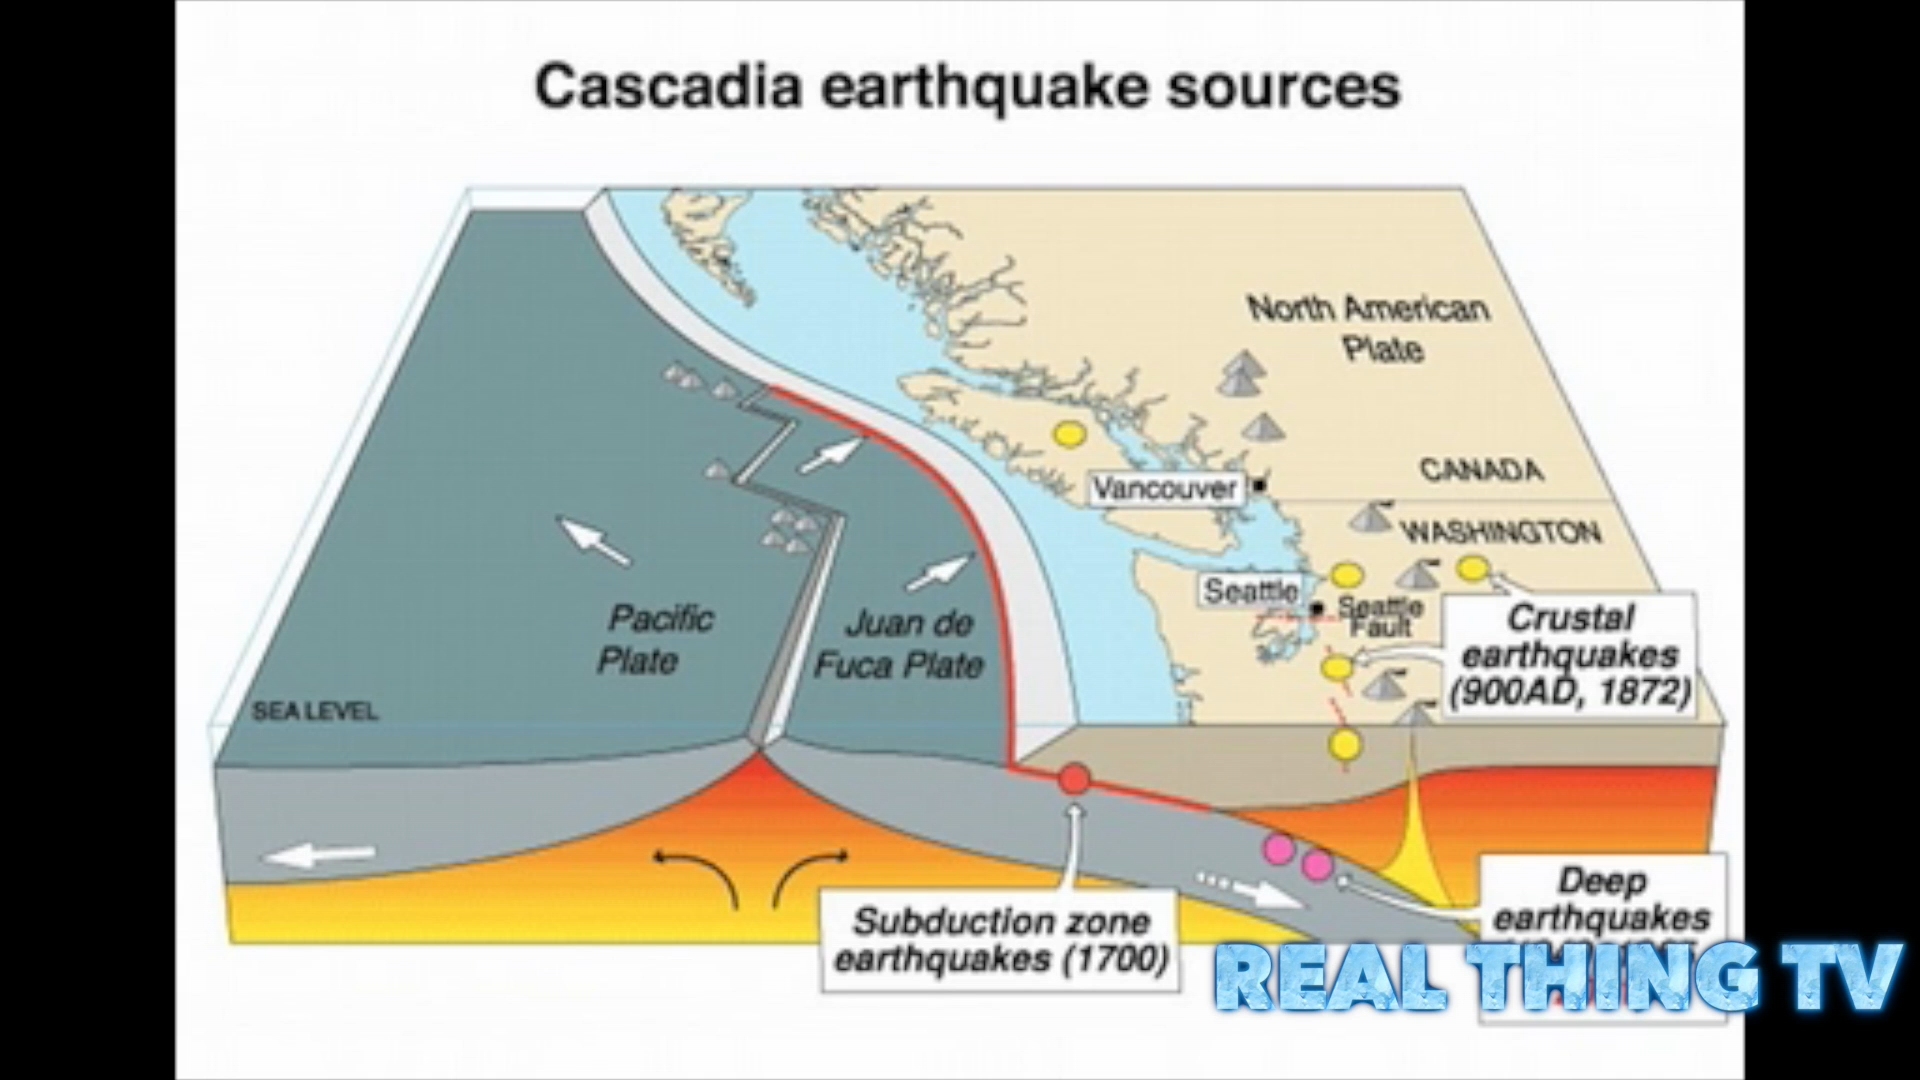 Cascadia earthquake sources
North American
Plate
CANADA
Vancouver
WASHINGTON
Seattle
Seattle
Fault
Crustal
earthquakes
(900AD, 1872)
Pacific
Plate
Juan de
Fuca Plate
SEA LEVEL
Subduction zone
earthquakes (1700)
Deep
earthquakes
REAL THING TV